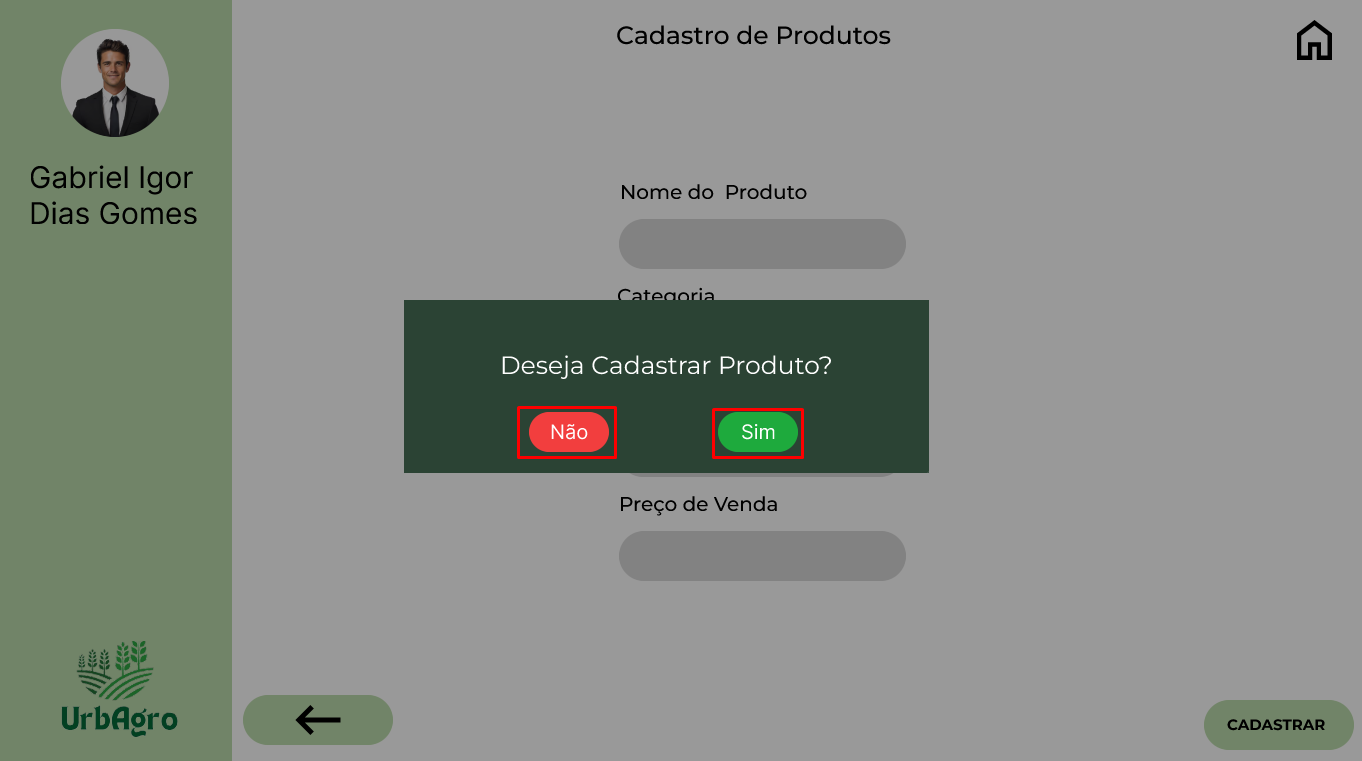 Cadastro de Produtos
Gabriel Igor
Dias Gomes
Nome do Produto
Categoria
Deseja Cadastrar Produto?
Não
Sim
Preço de Venda
UrbAgro
CADASTRAR